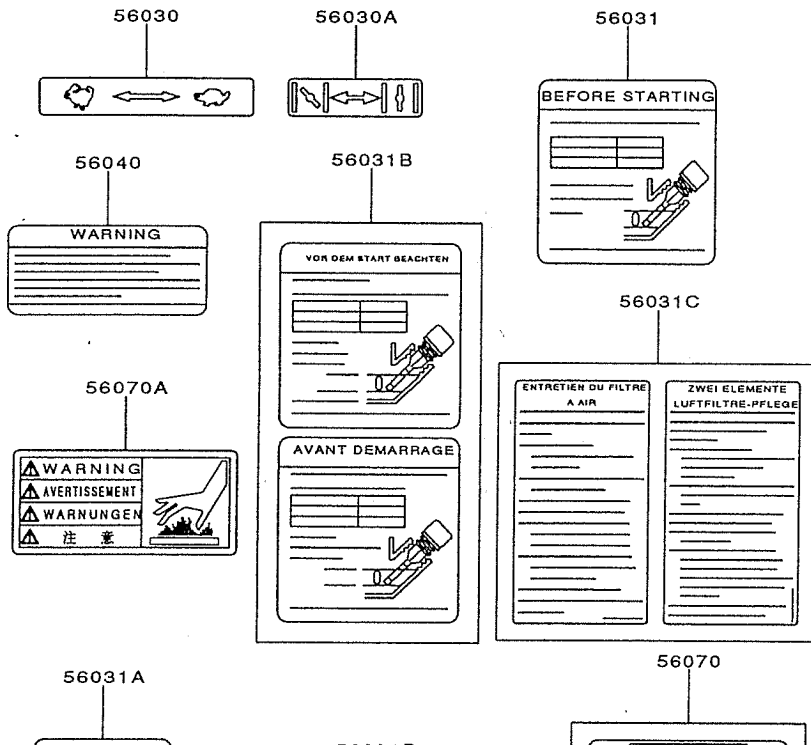 56030
56030A
56031
BEFORE STARTING
56040
WARNING
56031B
VOR DEM START BEACHTEN
AVANT DEMARRAGE
56031C
ENTRETIEN DU FILTRE
A AIR
ZWEI ELEMENTE
LUFTFILTRE-PFLEGE
56070A
WARNING
AVERTISSEMENT
WARNUNGEN
注 意
56031A
56070